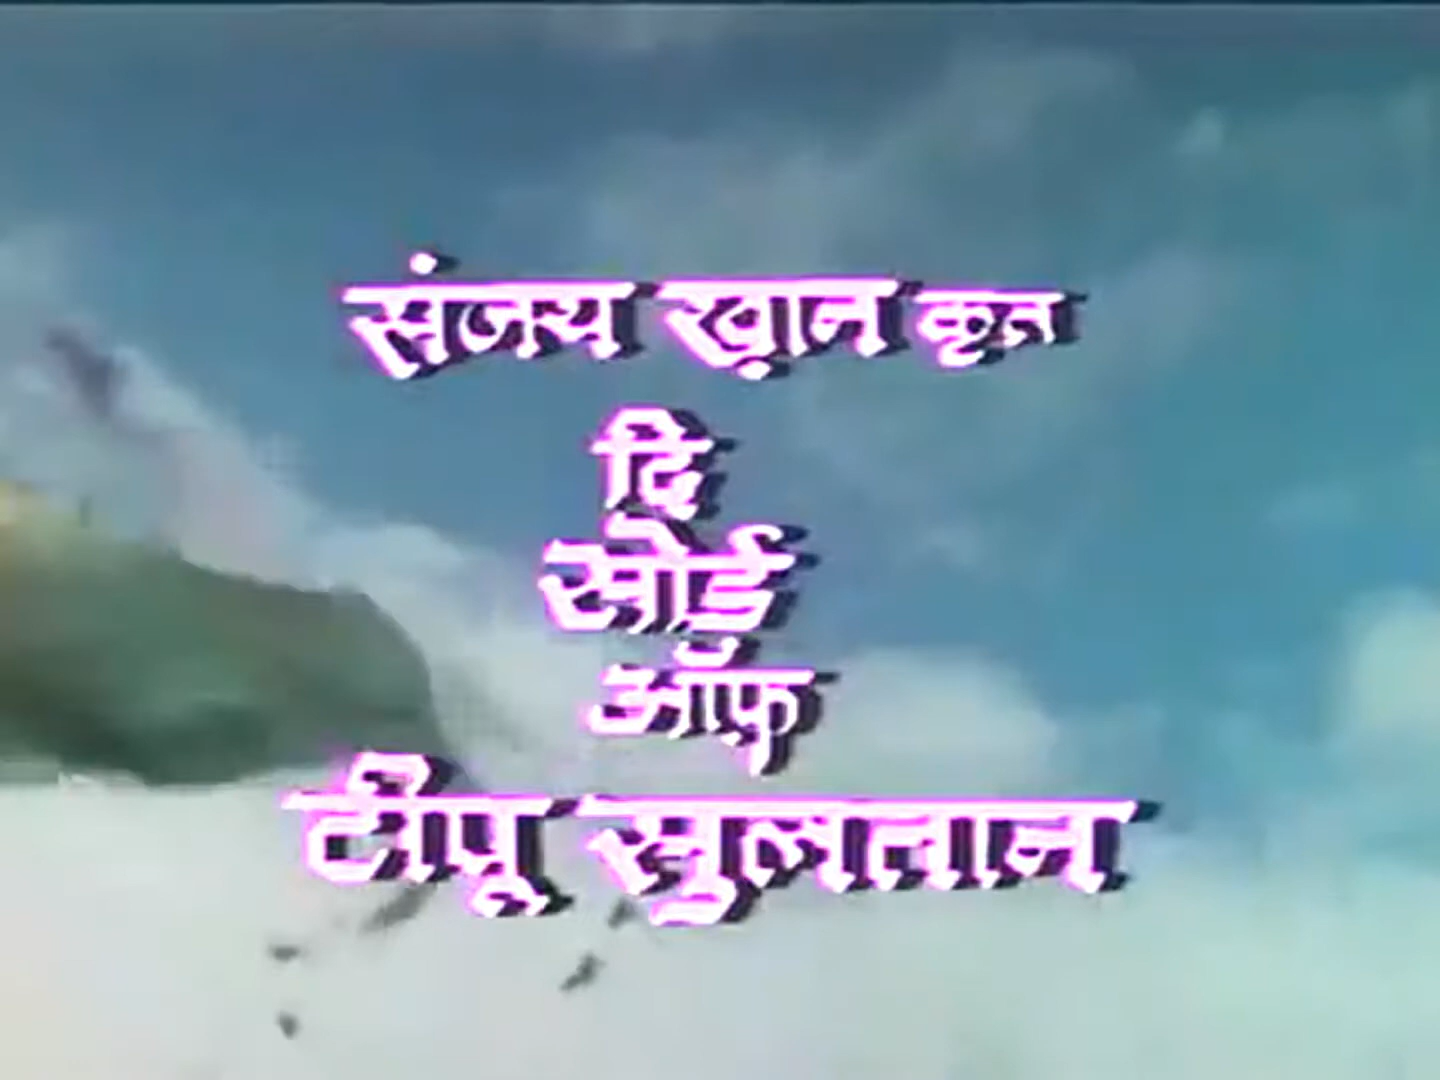 संजय ख़ान कृत
दि
सोर्ड
ऑफ़
टीपू सुलतान